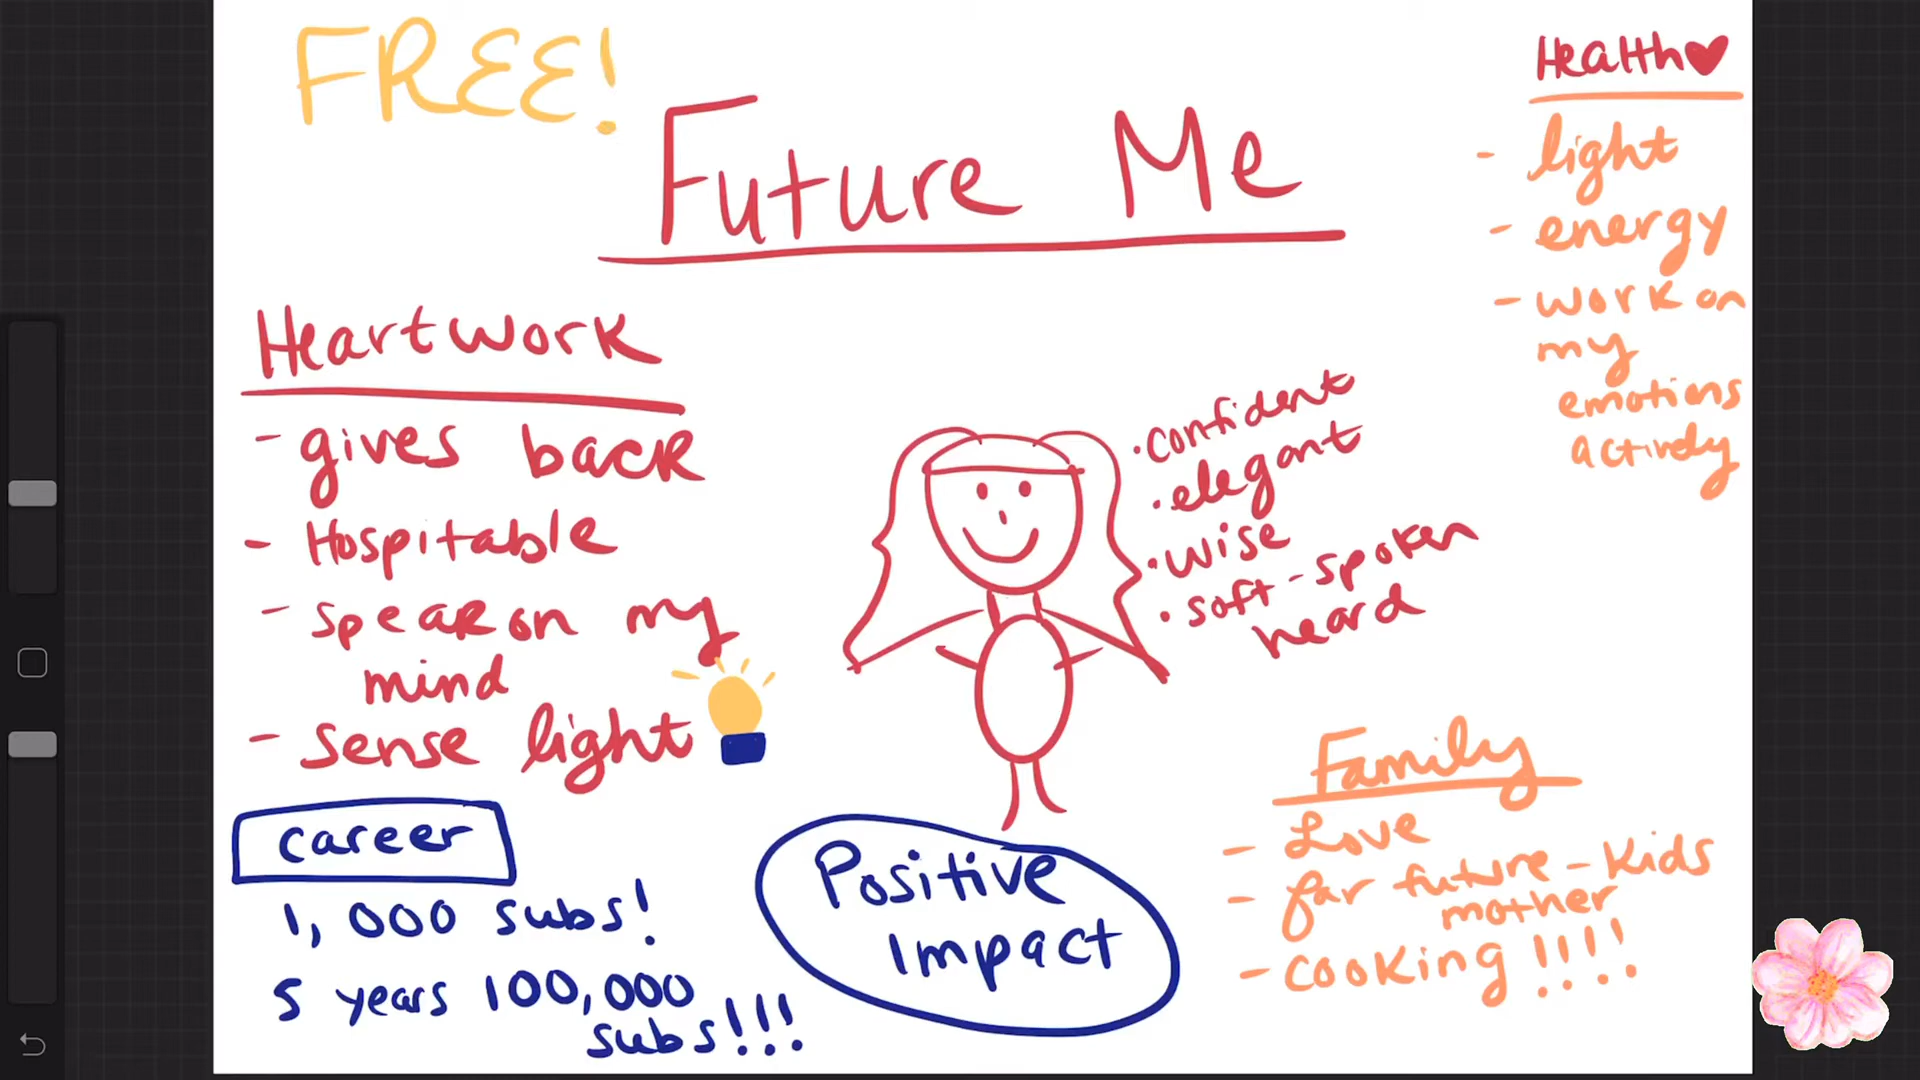 FREE!
Future Me
Health
- light
- energy
- work on
my
emotions
actively
Heartwork
- gives back
- Hospitable
- speak on my
mind
- sense light
• confident
• elegant
• wise
• soft-spoken
heard
career
1,000 subs!
5 years 100,000
subs!!!
Positive
Impact
Family
- Love
- far future - Kids
mother
- cooking!!!!